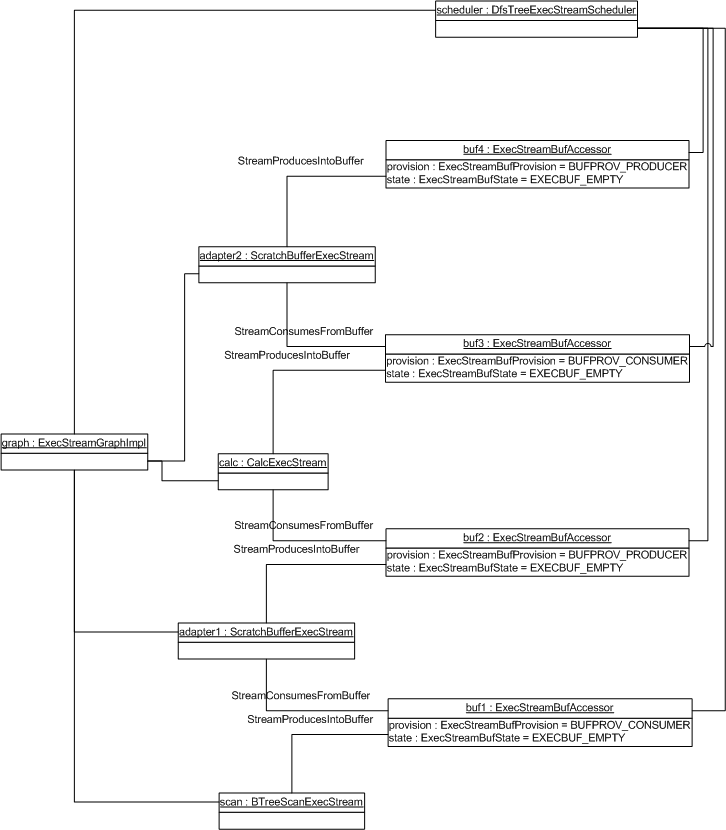 scheduler : DfsTreeExecStreamScheduler
buf4 : ExecStreamBufAccessor
StreamProducesIntoBuffer
provision : ExecStreamBufProvision = BUFPROV_PRODUCER
state : ExecStreamBufState = EXECBUF_EMPTY
adapter2 : ScratchBufferExecStream
StreamConsumesFromBuffer
buf3 : ExecStreamBufAccessor
StreamProducesIntoBuffer
provision : ExecStreamBufProvision = BUFPROV_CONSUMER
state : ExecStreamBufState = EXECBUF_EMPTY
graph : ExecStreamGraphImpl
calc : CalcExecStream
StreamConsumesFromBuffer
buf2 : ExecStreamBufAccessor
StreamProducesIntoBuffer
provision : ExecStreamBufProvision = BUFPROV_PRODUCER
state : ExecStreamBufState = EXECBUF_EMPTY
adapter1 : ScratchBufferExecStream
StreamConsumesFromBuffer
buf1 : ExecStreamBufAccessor
StreamProducesIntoBuffer
provision : ExecStreamBufProvision = BUFPROV_CONSUMER
state : ExecStreamBufState = EXECBUF_EMPTY
scan : BTreeScanExecStream